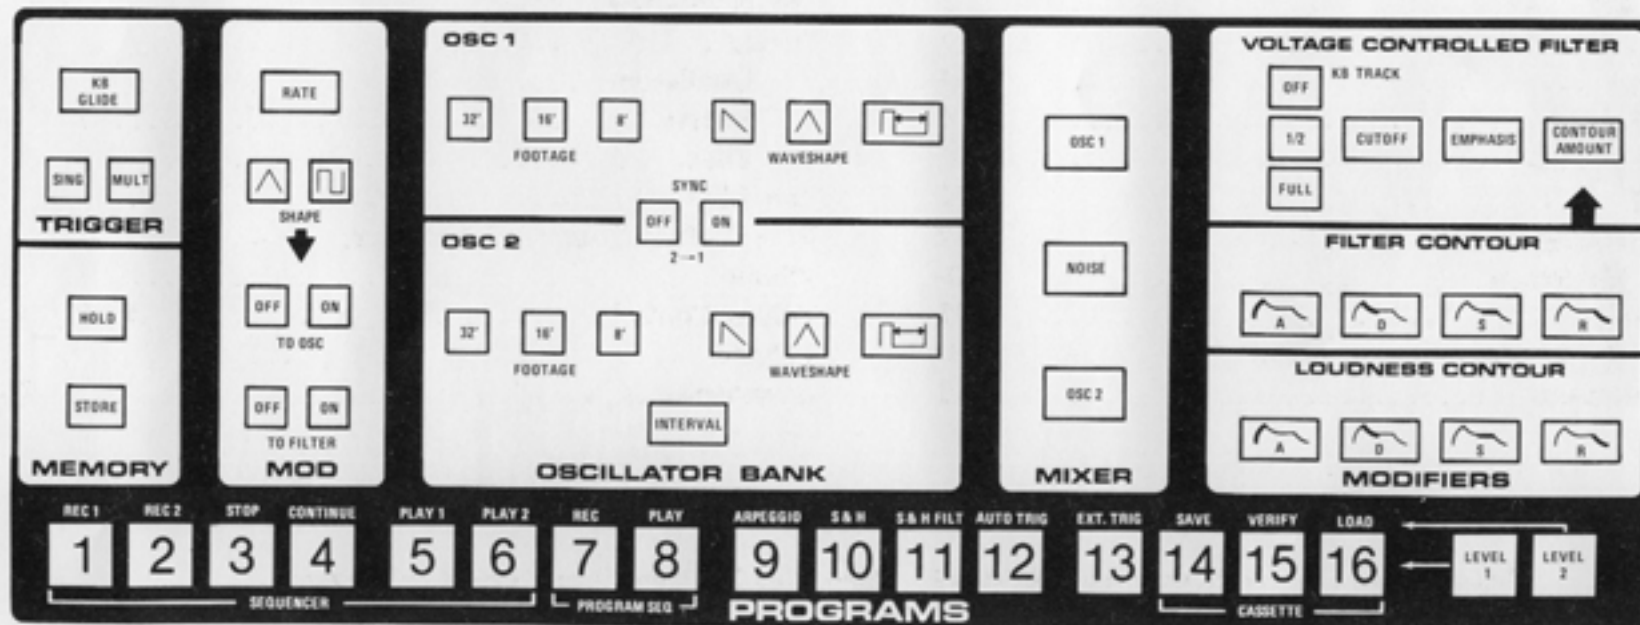 KB
GLIDE
SING MULT
TRIGGER
HOLD
STORE
MEMORY
RATE
SHAPE
OFF ON
TO OSC
OFF ON
TO FILTER
MOD
OSC 1
32' 16' 8'
FOOTAGE WAVESHAPE
SYNC
OFF ON
2→1
OSC 2
32' 16' 8'
FOOTAGE WAVESHAPE
INTERVAL
OSCILLATOR BANK
OSC 1
NOISE
OSC 2
MIXER
VOLTAGE CONTROLLED FILTER
KB TRACK
OFF
1/2
FULL
CUTOFF
EMPHASIS
CONTOUR
AMOUNT
FILTER CONTOUR
A D S R
LOUDNESS CONTOUR
A D S R
MODIFIERS
REC 1 REC 2 STOP CONTINUE PLAY 1 PLAY 2 REC PLAY ARPEGGIO S & H S & H FILT AUTO TRIG EXT. TRIG SAVE VERIFY LOAD
1 2 3 4 5 6 7 8 9 10 11 12 13 14 15 16
LEVEL
1
LEVEL
2
SEQUENCER PROGRAM SEQ CASSETTE
PROGRAMS